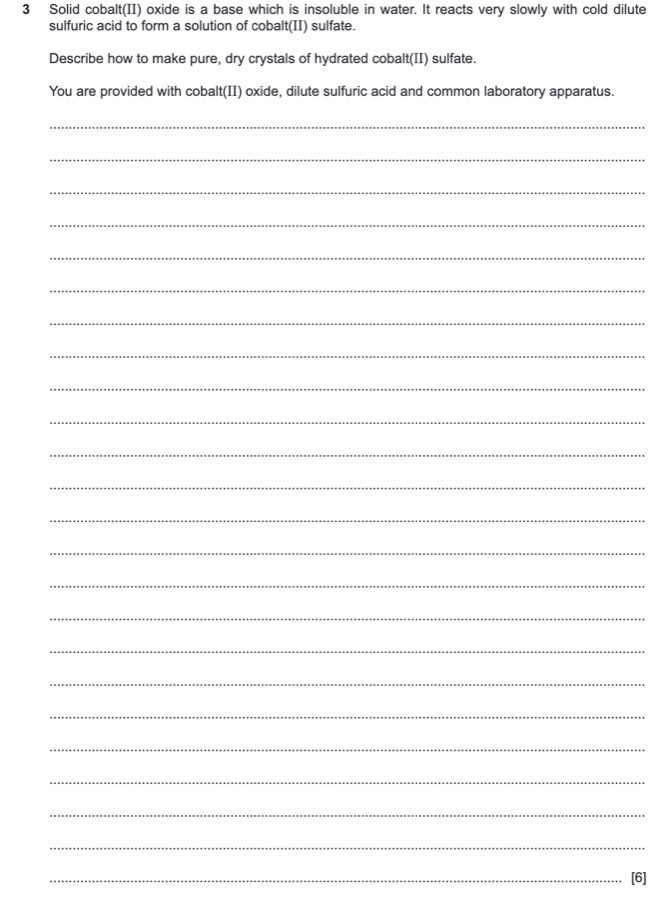 3 Solid cobalt(II) oxide is a base which is insoluble in water. It reacts very slowly with cold dilute
sulfuric acid to form a solution of cobalt(II) sulfate.
Describe how to make pure, dry crystals of hydrated cobalt(II) sulfate.
You are provided with cobalt(II) oxide, dilute sulfuric acid and common laboratory apparatus.
[6]